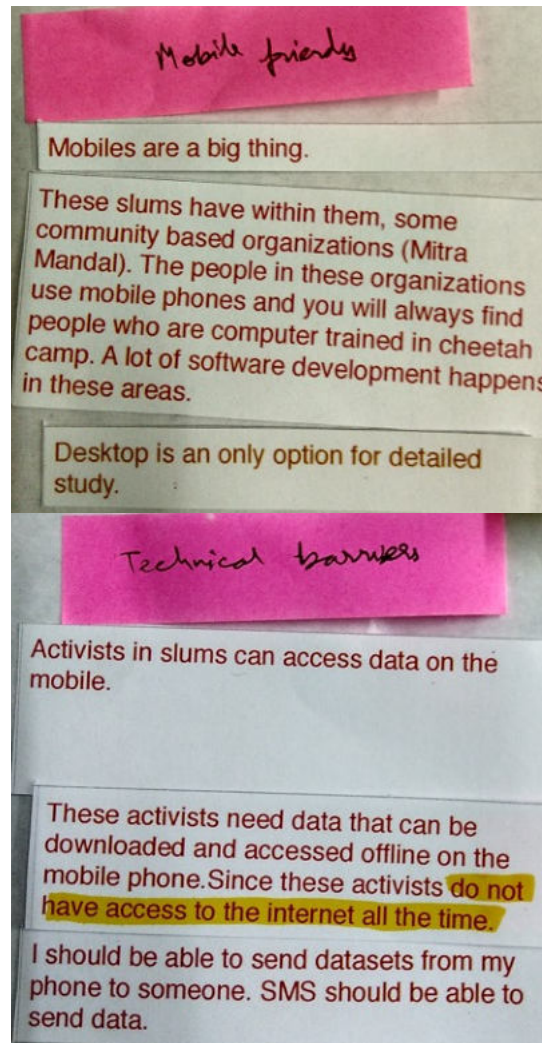 Mobile friendly
Mobiles are a big thing.
These slums have within them, some
community based organizations (Mitra
Mandal). The people in these organizations
use mobile phones and you will always find
people who are computer trained in cheetah
camp. A lot of software development happens
in these areas.
Desktop is an only option for detailed
study.
Technical barriers
Activists in slums can access data on the
mobile.
These activists need data that can be
downloaded and accessed offline on the
mobile phone.Since these activists do not
have access to the internet all the time.
I should be able to send datasets from my
phone to someone. SMS should be able to
send data.